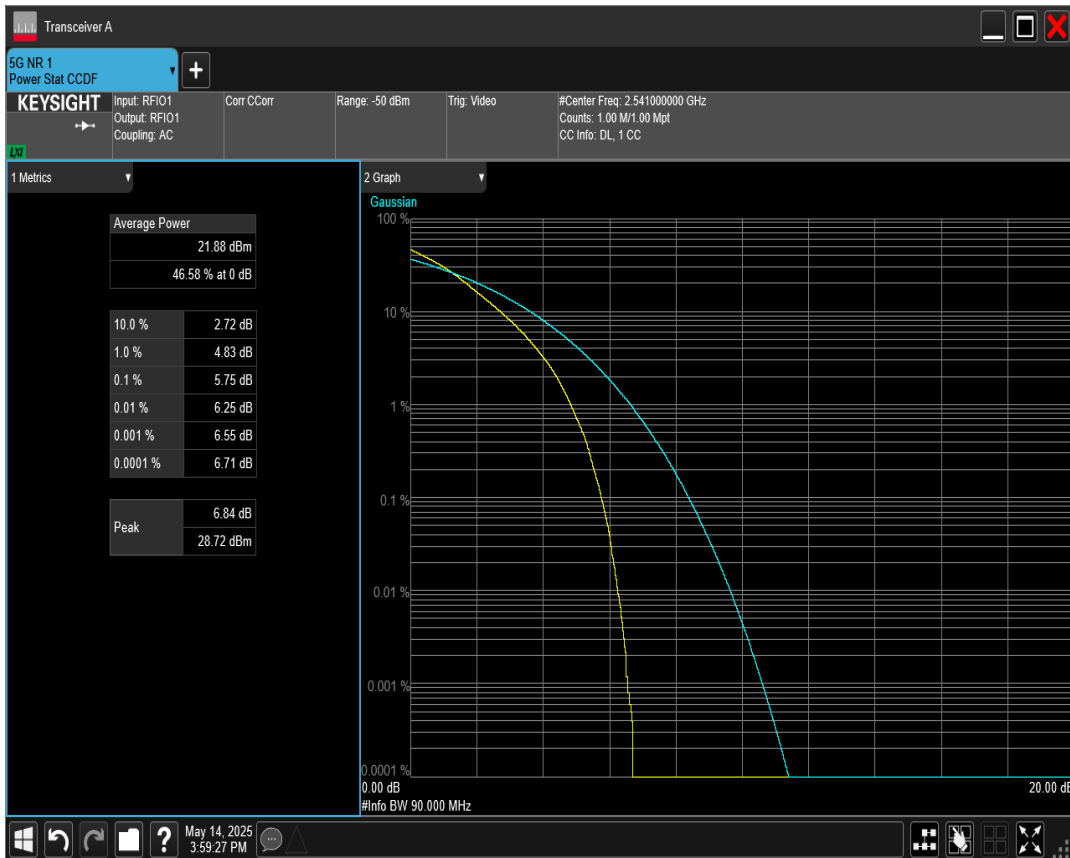 Transceiver A
5G NR 1
Power Stat CCDF
+
KEYSIGHT
LXI
Input: RFIO1
Output: RFIO1
Coupling: AC
Corr CCorr
Range: -50 dBm
Trig: Video
#Center Freq: 2.541000000 GHz
Counts: 1.00 M/1.00 Mpt
CC Info: DL, 1 CC
1 Metrics
Average Power
21.88 dBm
46.58 % at 0 dB
10.0 % 2.72 dB
1.0 % 4.83 dB
0.1 % 5.75 dB
0.01 % 6.25 dB
0.001 % 6.55 dB
0.0001 % 6.71 dB
Peak 6.84 dB
28.72 dBm
2 Graph
Gaussian
100 %
10 %
1 %
0.1 %
0.01 %
0.001 %
0.0001 %
0.00 dB 20.00 dB
#Info BW 90.000 MHz
?
May 14, 2025
3:59:27 PM